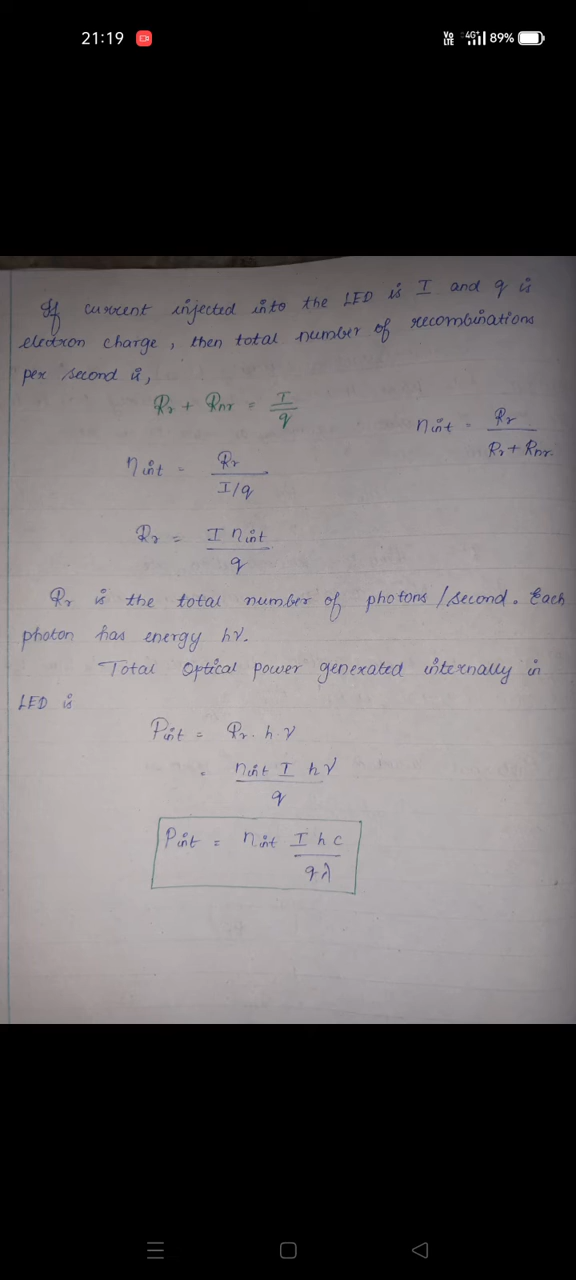 21:19
Vo LTE 4G+ 89%
If current injected into the LED is I and q is
electron charge, then total number of recombinations
per second is,
Rr + Rnr = I/q
ηint = Rr / (Rr + Rnr.)
ηint = Rr / (I/q)
Rr = I ηint / q
Rr is the total number of photons/second. Each
photon has energy hν.
Total Optical power generated internally in
LED is
Pint = Rr. h. ν
= ηint I hν / q
Pint = ηint I h c / qλ